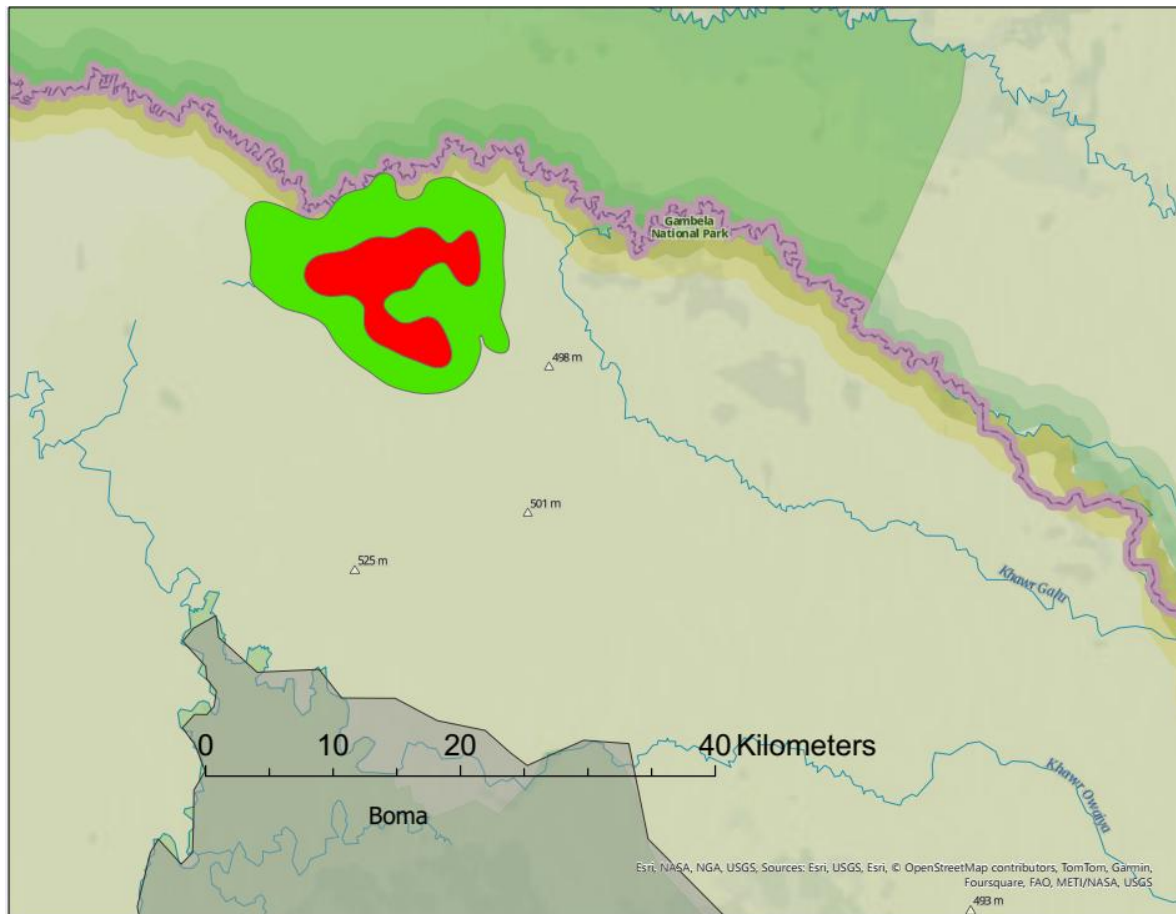 Gambela
National Park
498 m
501 m
525 m
Khawr Galu
0 10 20 40 Kilometers
Khawr Owaiya
Boma
Esri, NASA, NGA, USGS, Sources: Esri, USGS, Esri, © OpenStreetMap contributors, TomTom, Garmin,
Foursquare, FAO, METI/NASA, USGS
493 m